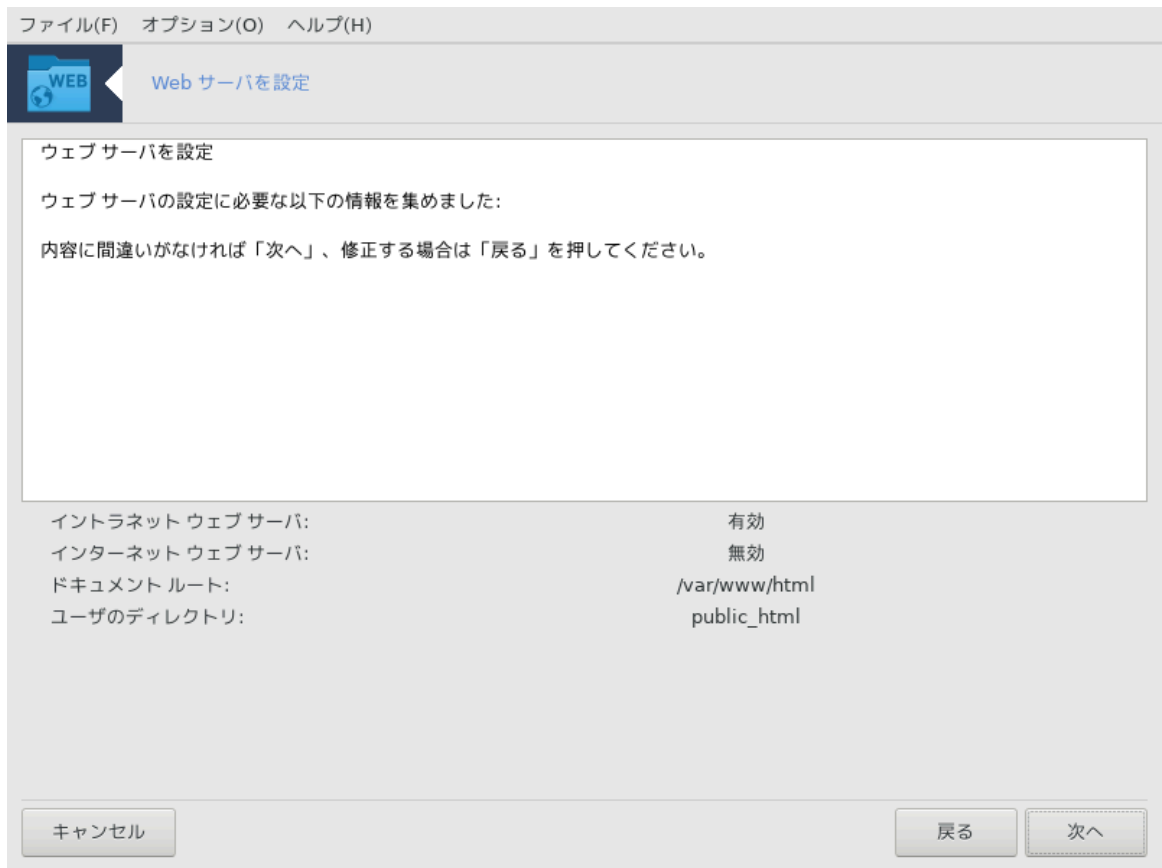 ファイル(F) オプション(O) ヘルプ(H)
WEB
Web サーバを設定
ウェブ サーバを設定
ウェブ サーバの設定に必要な以下の情報を集めました:
内容に間違いがなければ「次へ」、修正する場合は「戻る」を押してください。
イントラネット ウェブ サーバ: 有効
インターネット ウェブ サーバ: 無効
ドキュメント ルート: /var/www/html
ユーザのディレクトリ: public_html
キャンセル 戻る 次へ